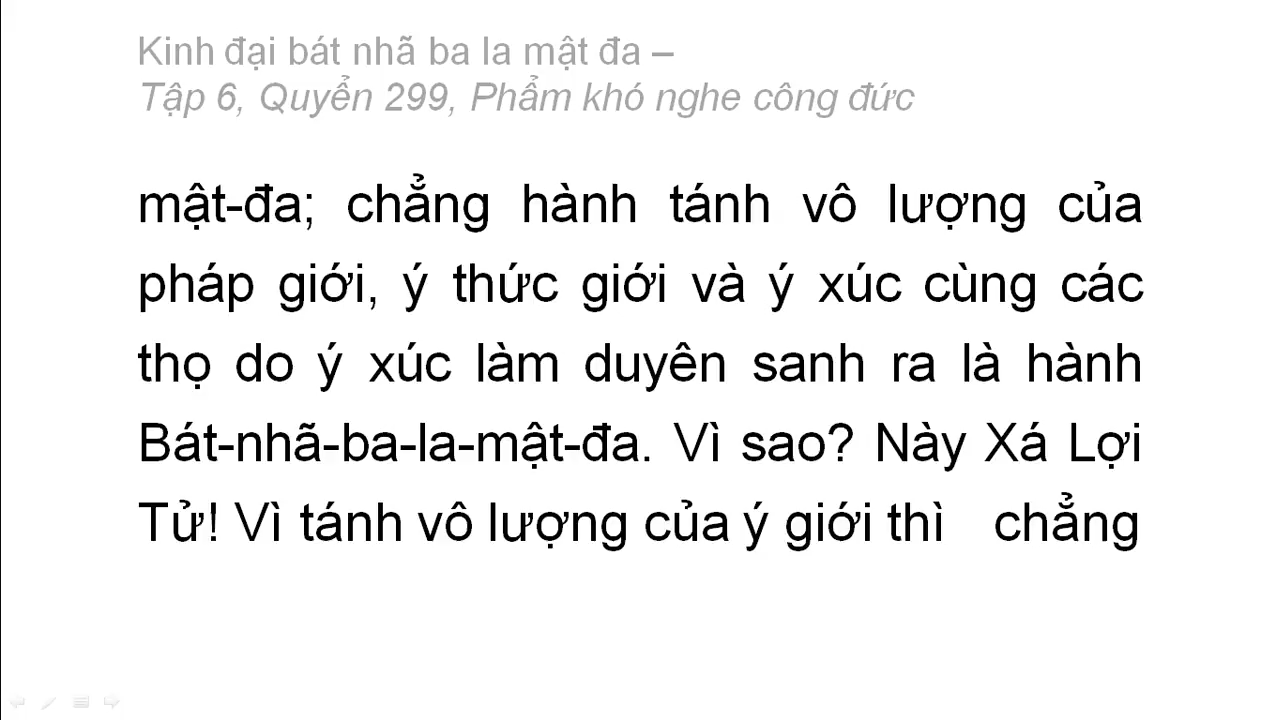 Kinh đại bát nhã ba la mật đa –
Tập 6, Quyển 299, Phẩm khó nghe công đức
mật-đa; chẳng hành tánh vô lượng của
pháp giới, ý thức giới và ý xúc cùng các
thọ do ý xúc làm duyên sanh ra là hành
Bát-nhã-ba-la-mật-đa. Vì sao? Này Xá Lợi
Tử! Vì tánh vô lượng của ý giới thì chẳng